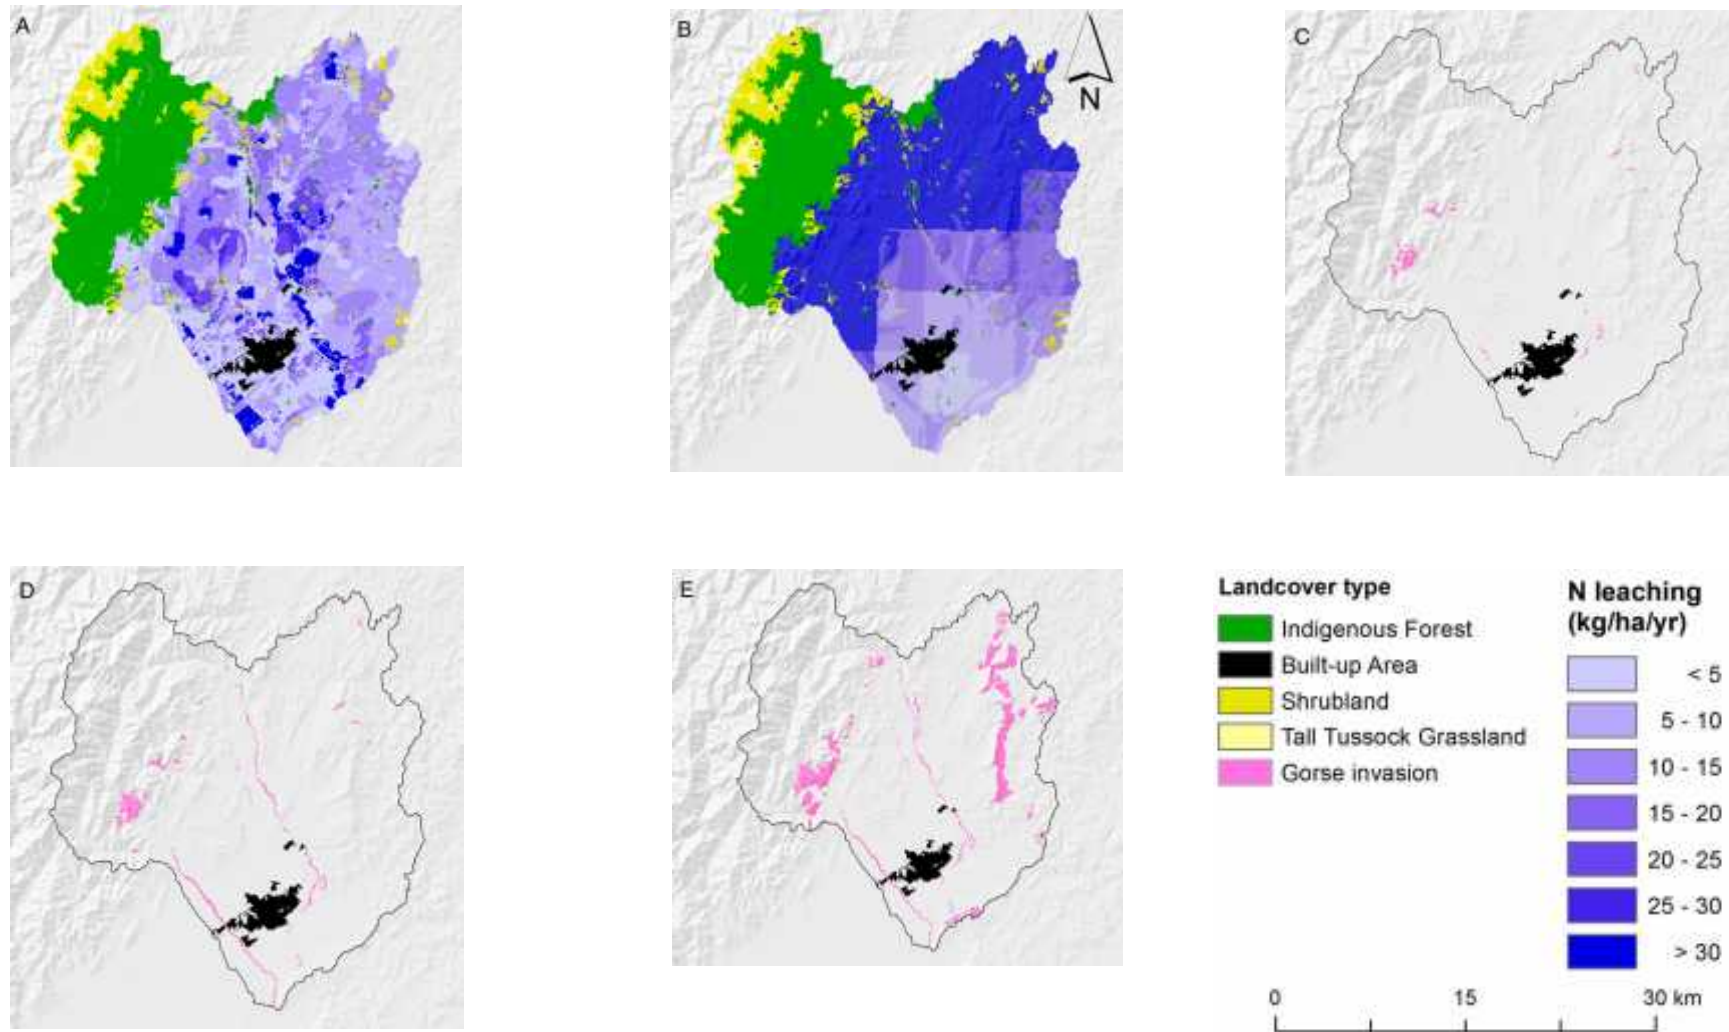 A
B
N
C
D
E
Landcover type
Indigenous Forest
Built-up Area
Shrubland
Tall Tussock Grassland
Gorse invasion
N leaching
(kg/ha/yr)
< 5
5 - 10
10 - 15
15 - 20
20 - 25
25 - 30
> 30
0 15 30 km